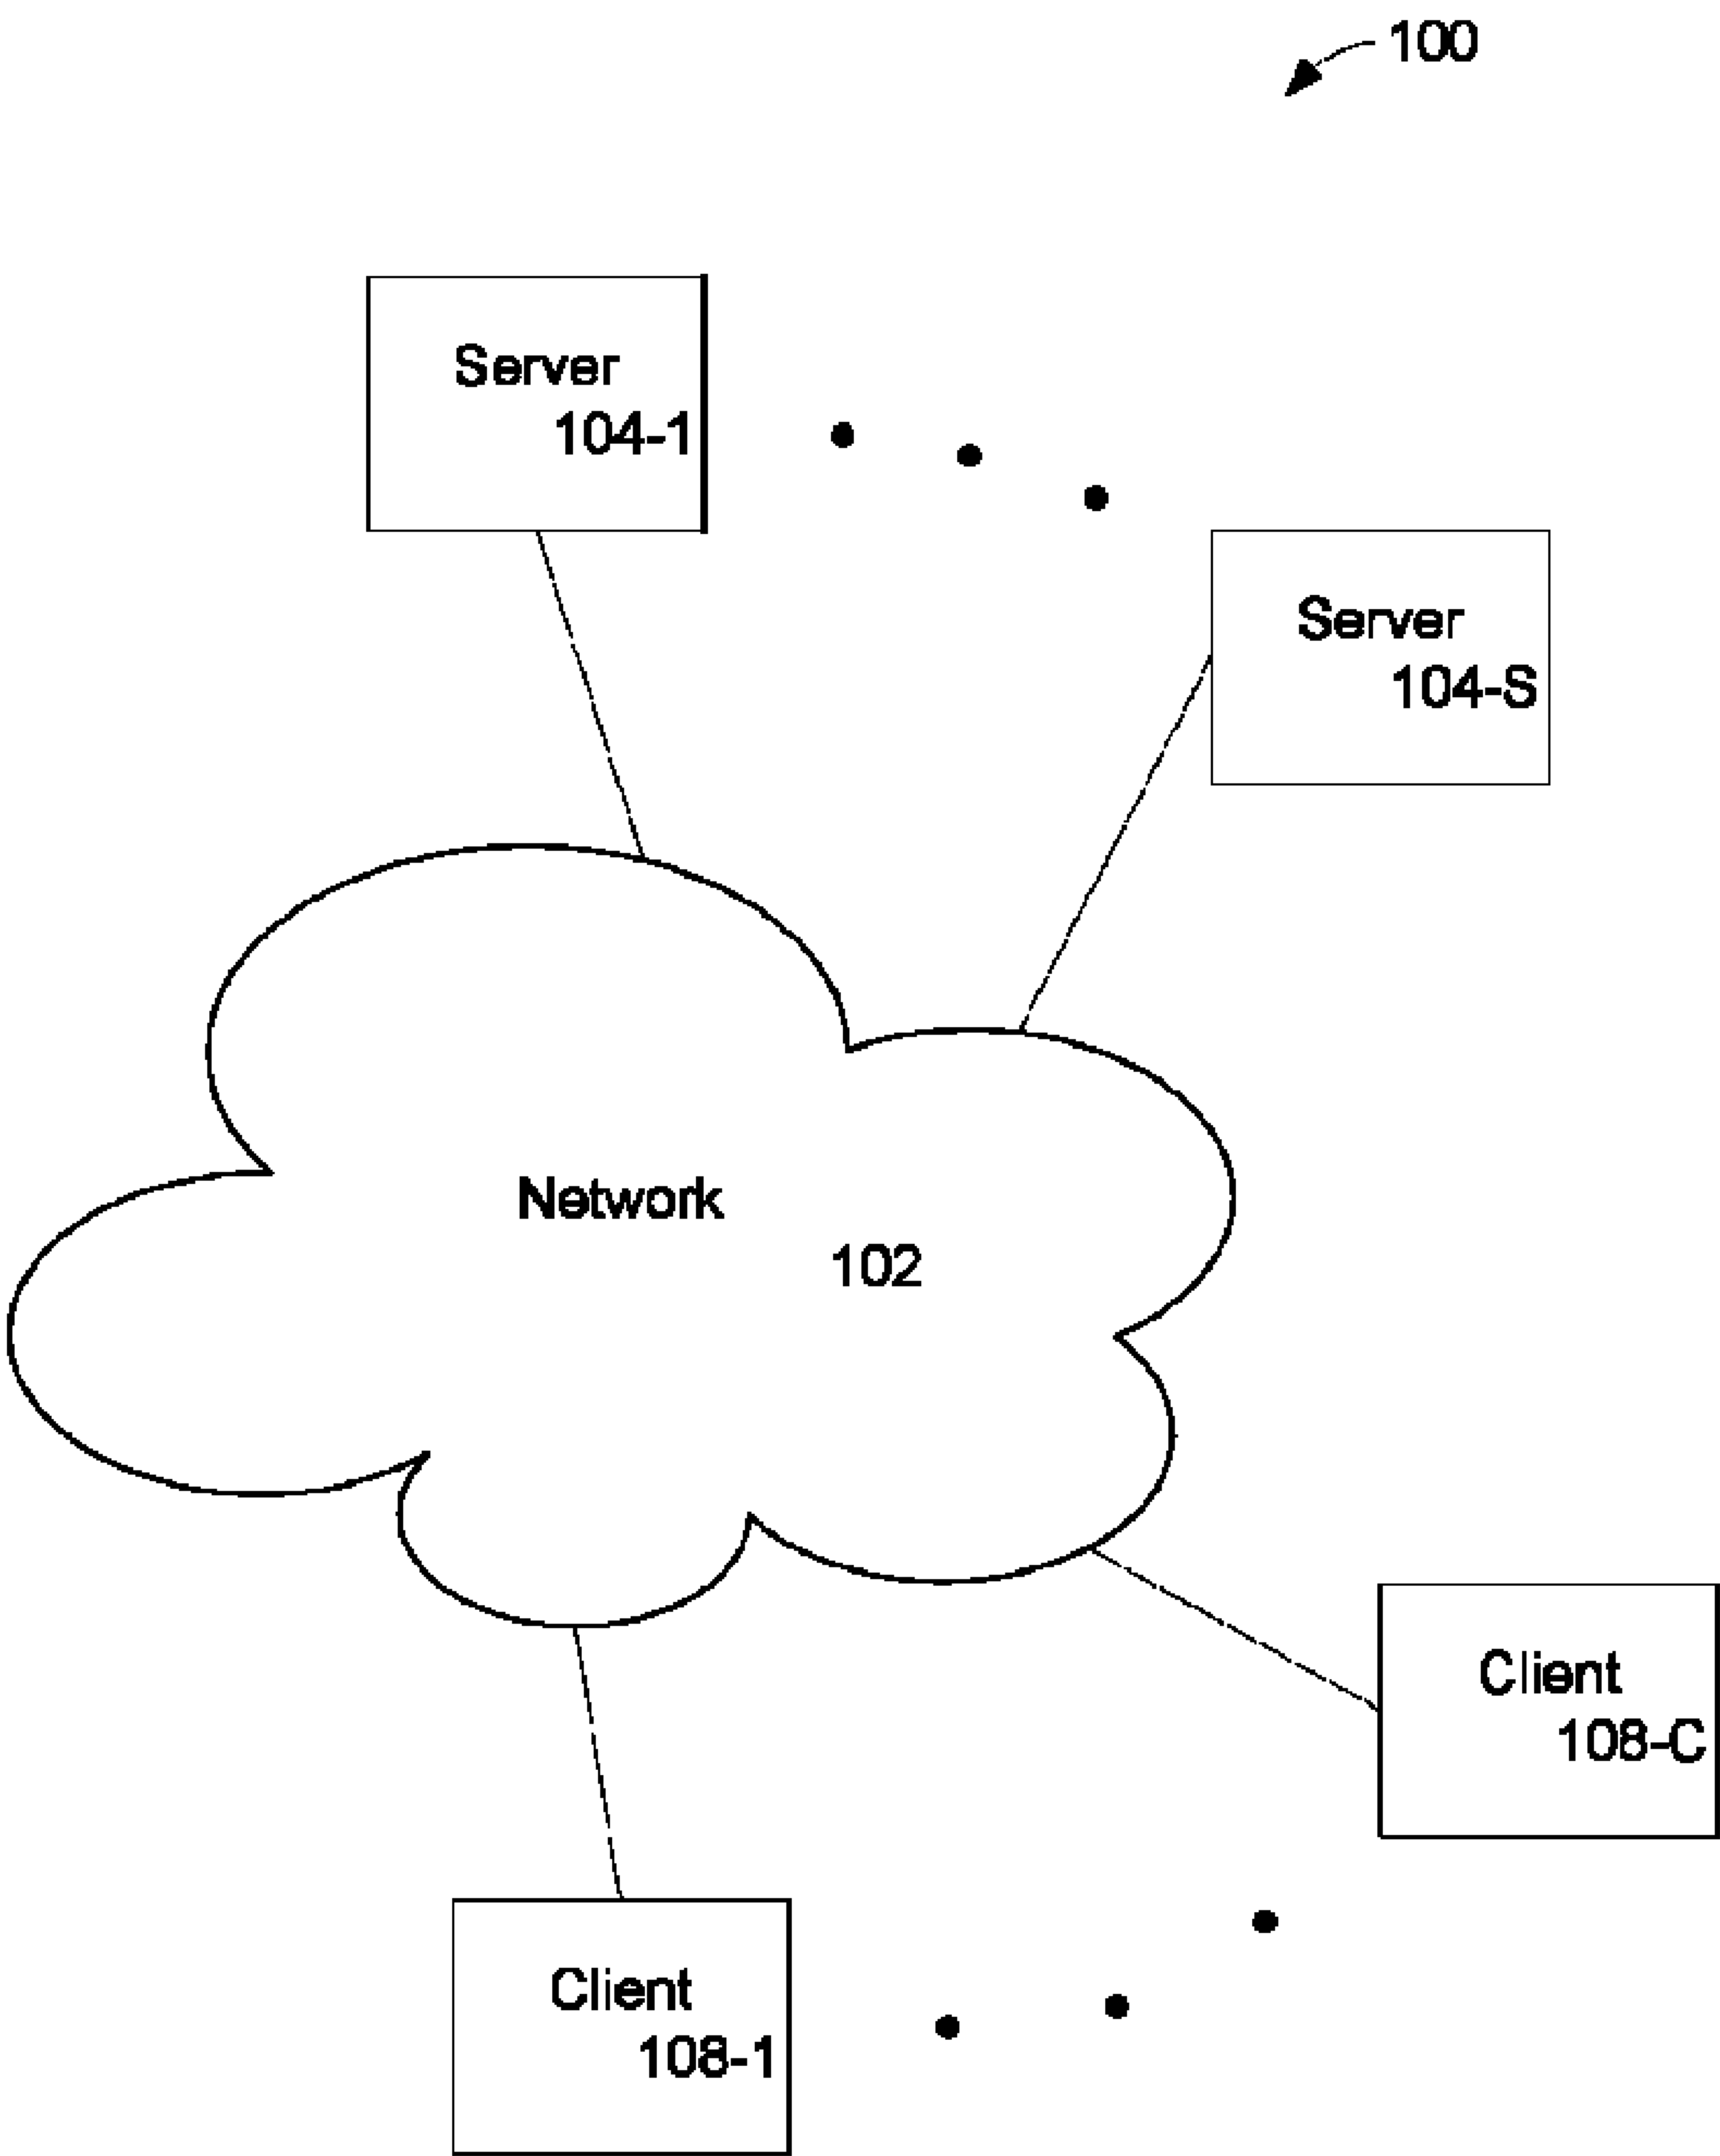 100
Server
104-1
Server
104-S
Network
102
Client
108-C
Client
108-1